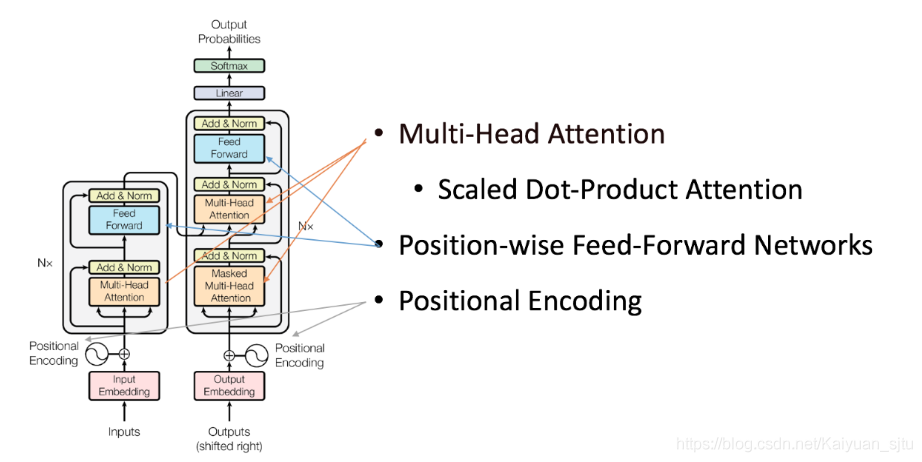 Output
Probabilities
Softmax
Linear
Add & Norm
Feed
Forward
Add & Norm
Multi-Head
Attention
Add & Norm
Masked
Multi-Head
Attention
Nx
Add & Norm
Feed
Forward
Add & Norm
Multi-Head
Attention
Nx
Positional
Encoding
Positional
Encoding
Input
Embedding
Output
Embedding
Inputs
Outputs
(shifted right)
• Multi-Head Attention
• Scaled Dot-Product Attention
• Position-wise Feed-Forward Networks
• Positional Encoding
https://blog.csdn.net/Kaiyuan_sjtu